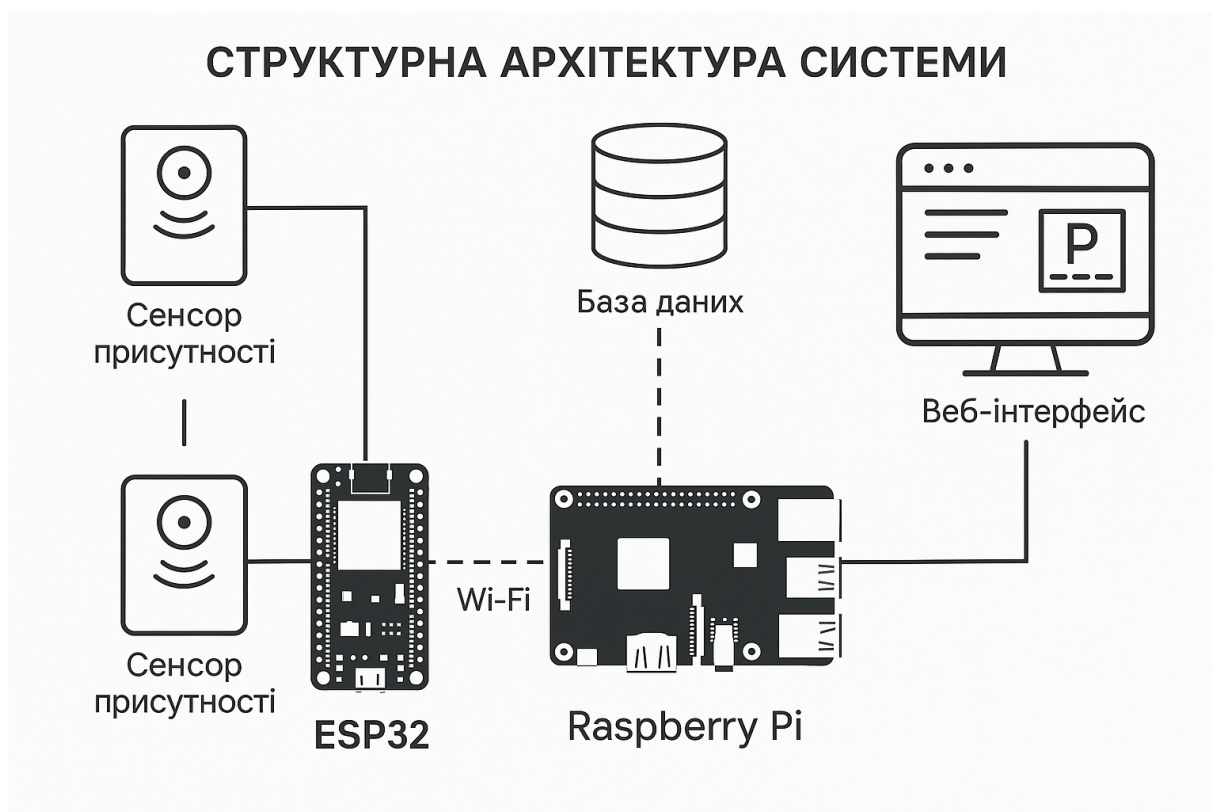 СТРУКТУРНА АРХІТЕКТУРА СИСТЕМИ
Сенсор
присутності
База даних
P
Веб-інтерфейс
Wi-Fi
Сенсор
присутності
ESP32
Raspberry Pi